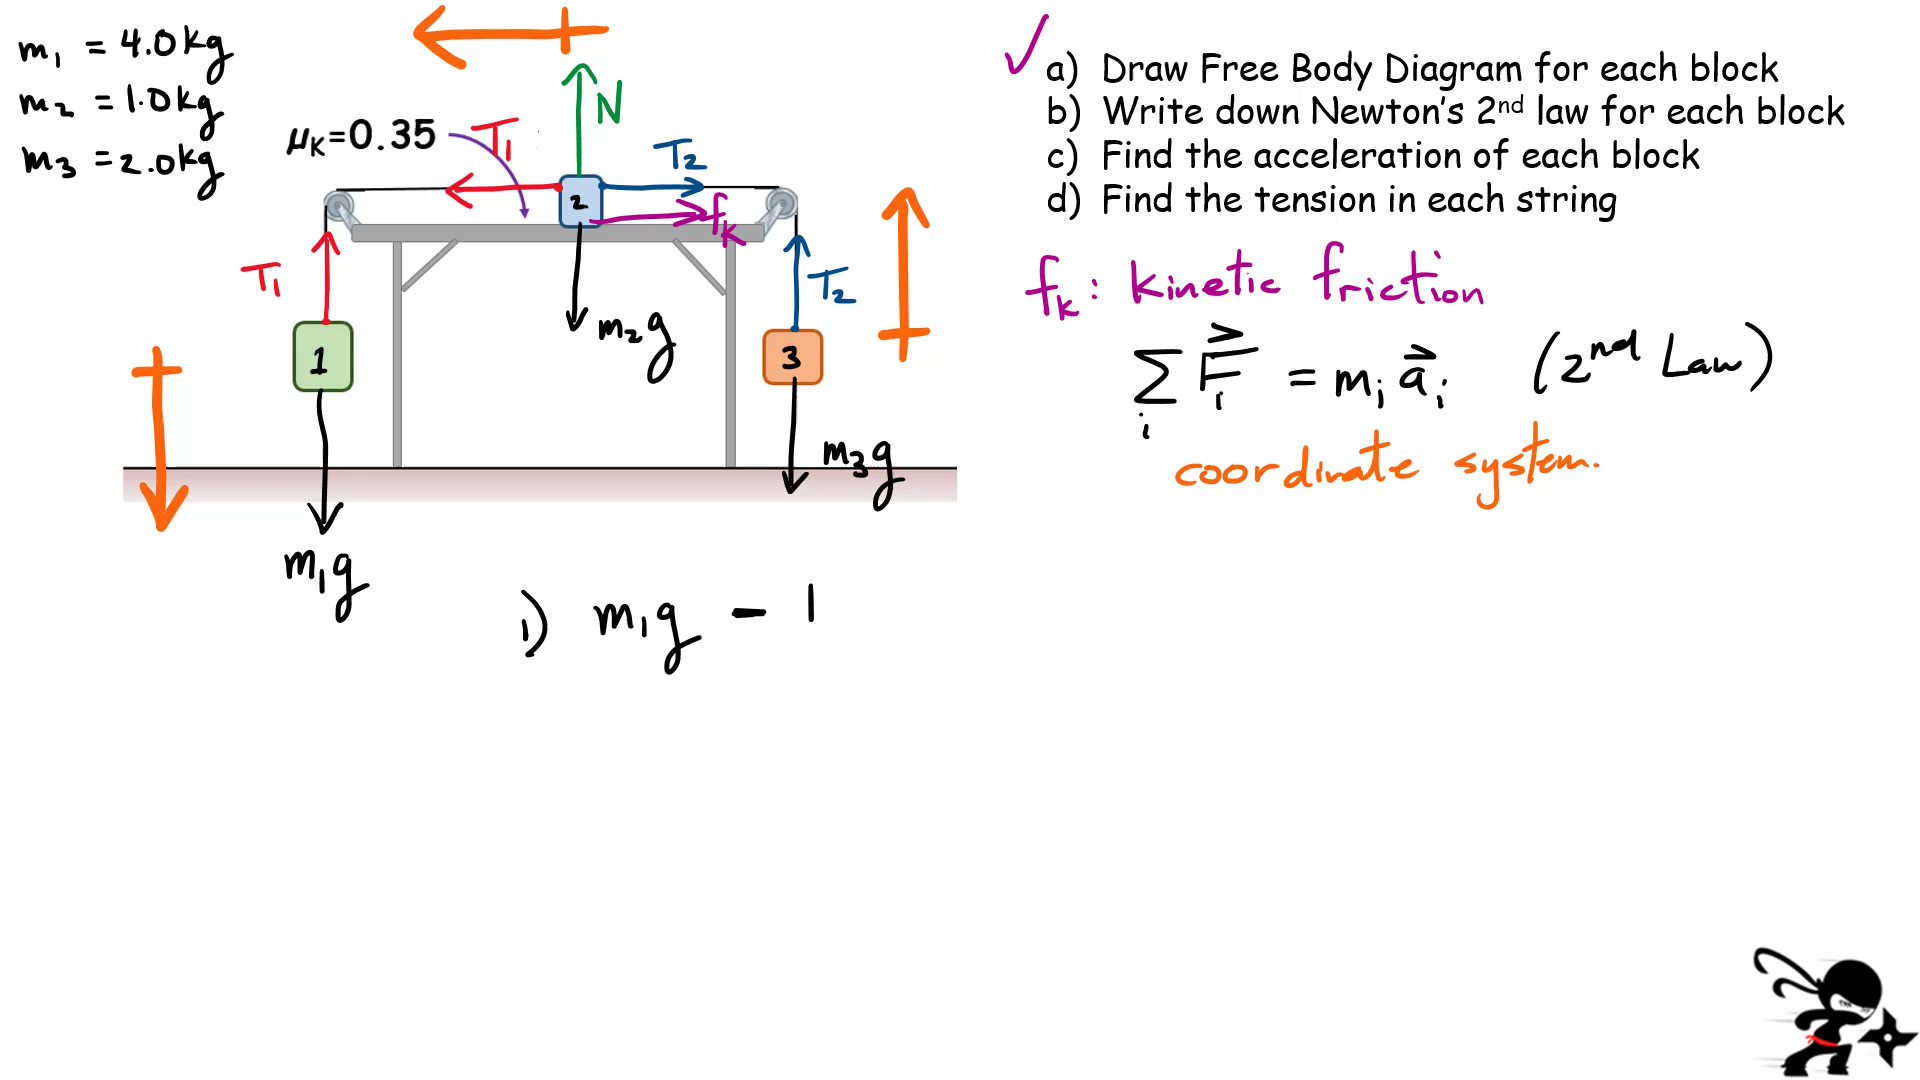 m₁ = 4.0kg
m₂ = 1.0kg
m₃ = 2.0kg
μK=0.35
T₁
N
T₂
2
fk
T₁
T₂
m₂g
1
3
m₃g
m₁g
1) m₁g -
a) Draw Free Body Diagram for each block
b) Write down Newton's 2nd law for each block
c) Find the acceleration of each block
d) Find the tension in each string
fk: kinetic friction
∑i F⃗i = mi a⃗i (2nd Law)
coordinate system.